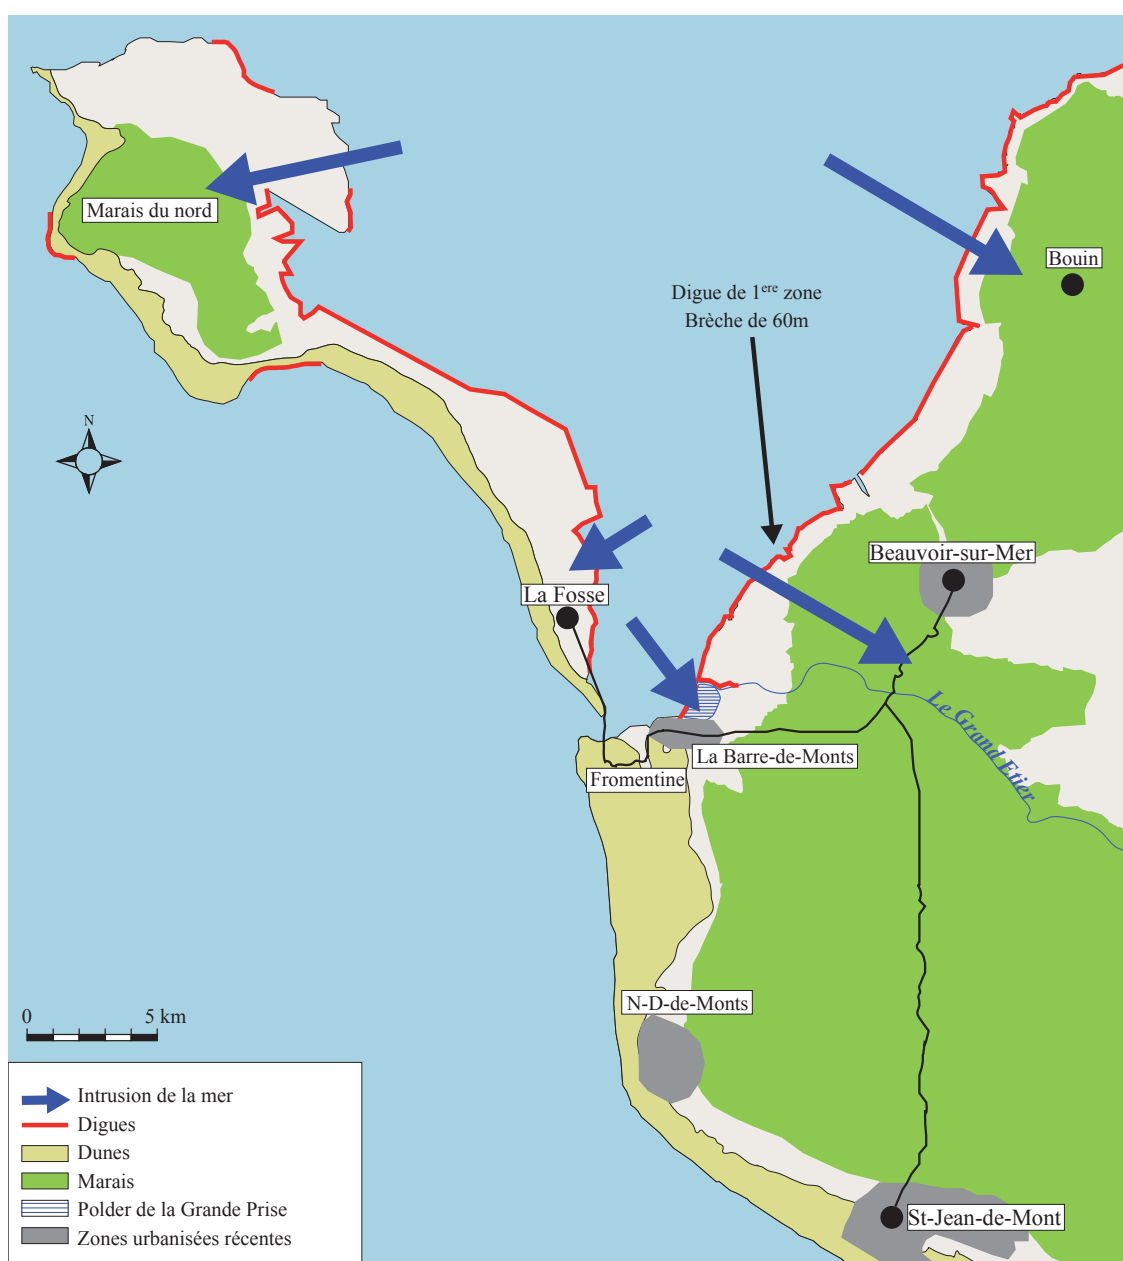 Marais du nord
Bouin
Digue de 1ere zone
Brèche de 60m
N
Beauvoir-sur-Mer
La Fosse
Le Grand Etier
La Barre-de-Monts
Fromentine
N-D-de-Monts
0 5 km
St-Jean-de-Mont
Intrusion de la mer
Digues
Dunes
Marais
Polder de la Grande Prise
Zones urbanisées récentes